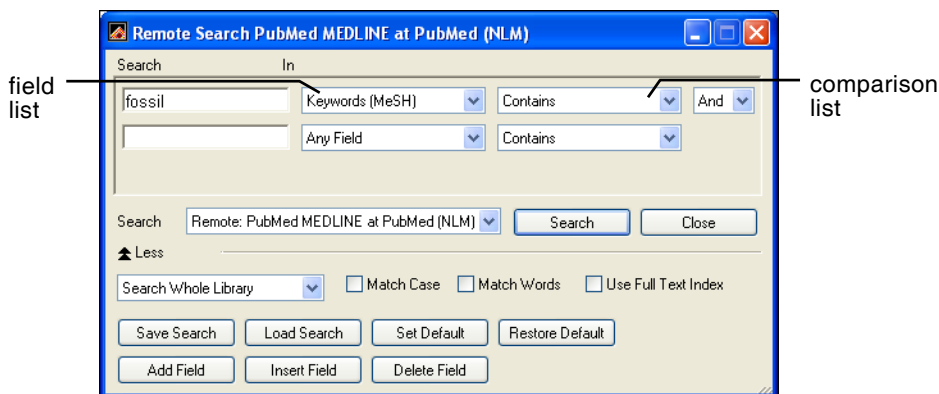 Remote Search PubMed MEDLINE at PubMed (NLM)
Search In
field list
fossil Keywords (MeSH) Contains And
comparison list
Any Field Contains
Search Remote: PubMed MEDLINE at PubMed (NLM) Search Close
Less
Search Whole Library Match Case Match Words Use Full Text Index
Save Search Load Search Set Default Restore Default
Add Field Insert Field Delete Field